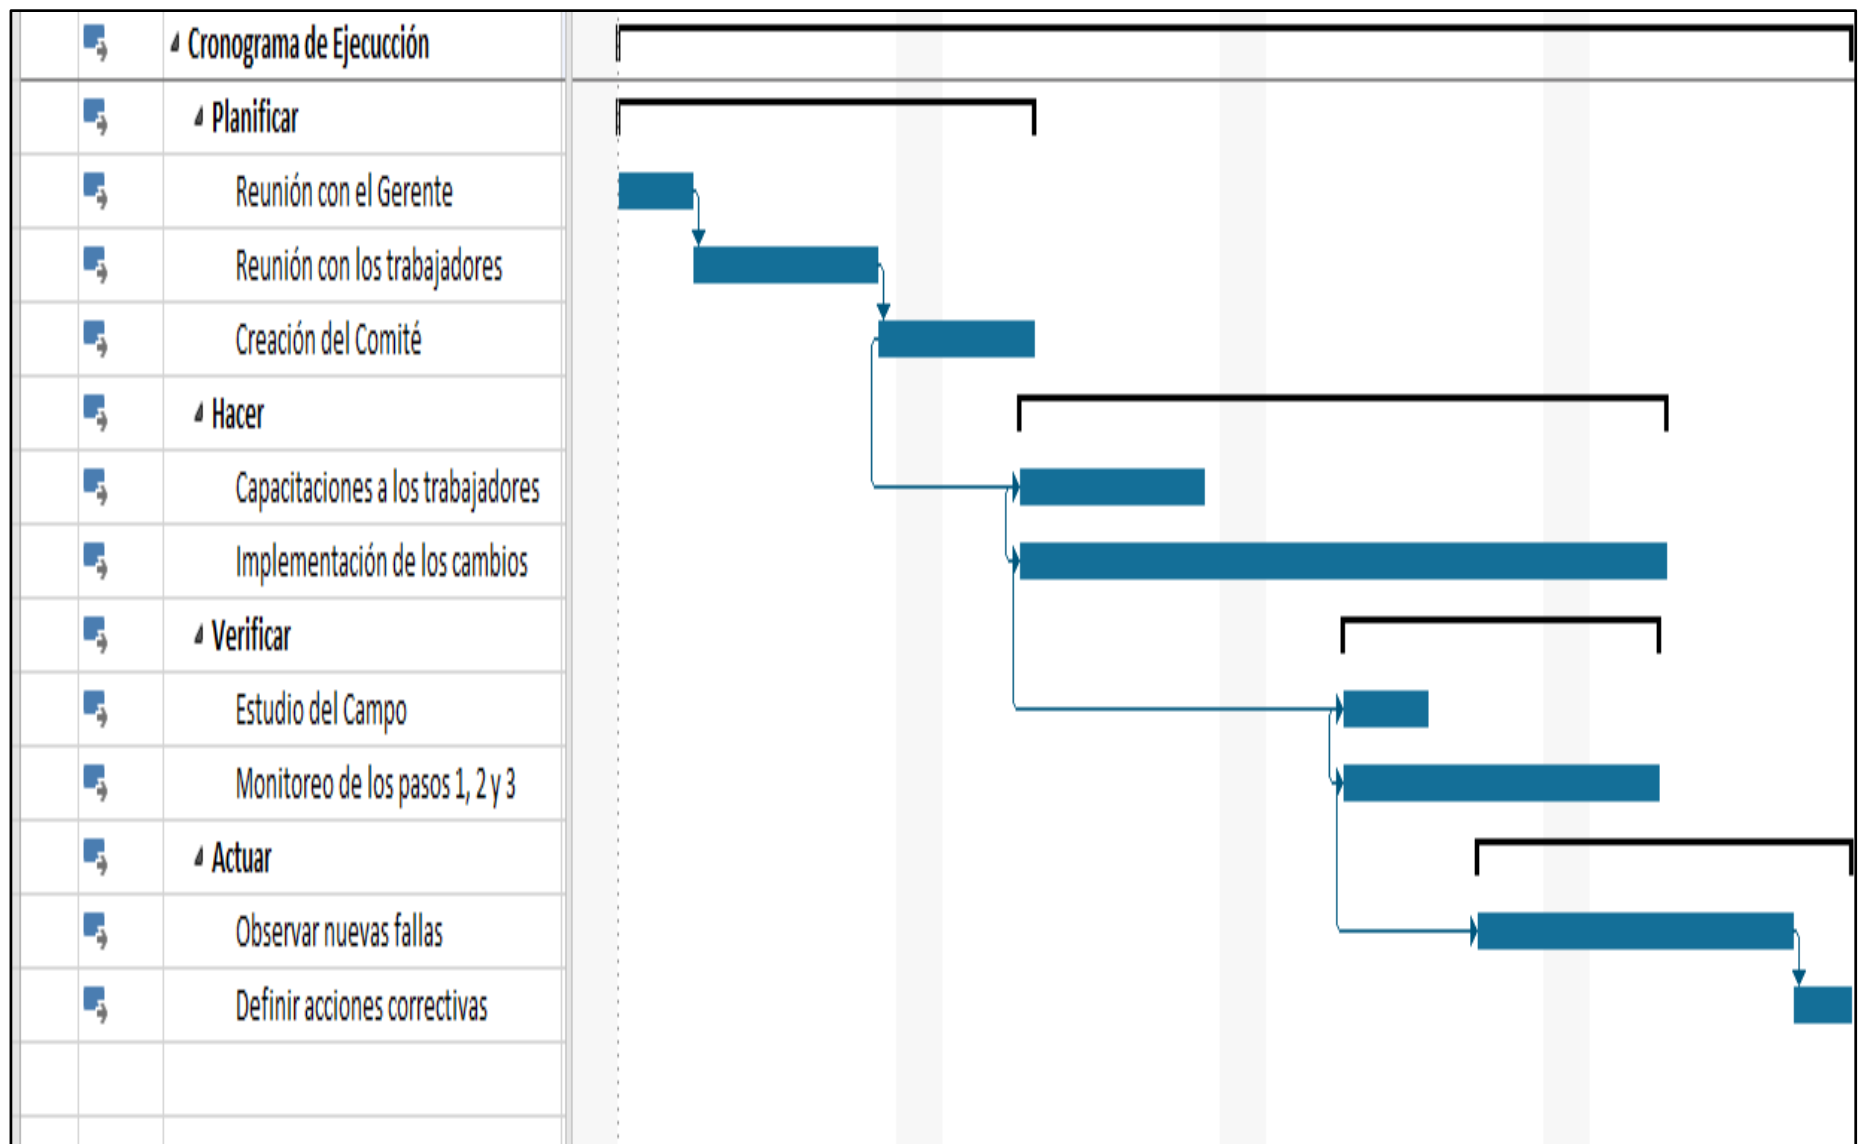 Cronograma de Ejecucción
Planificar
Reunión con el Gerente
Reunión con los trabajadores
Creación del Comité
Hacer
Capacitaciones a los trabajadores
Implementación de los cambios
Verificar
Estudio del Campo
Monitoreo de los pasos 1, 2 y 3
Actuar
Observar nuevas fallas
Definir acciones correctivas